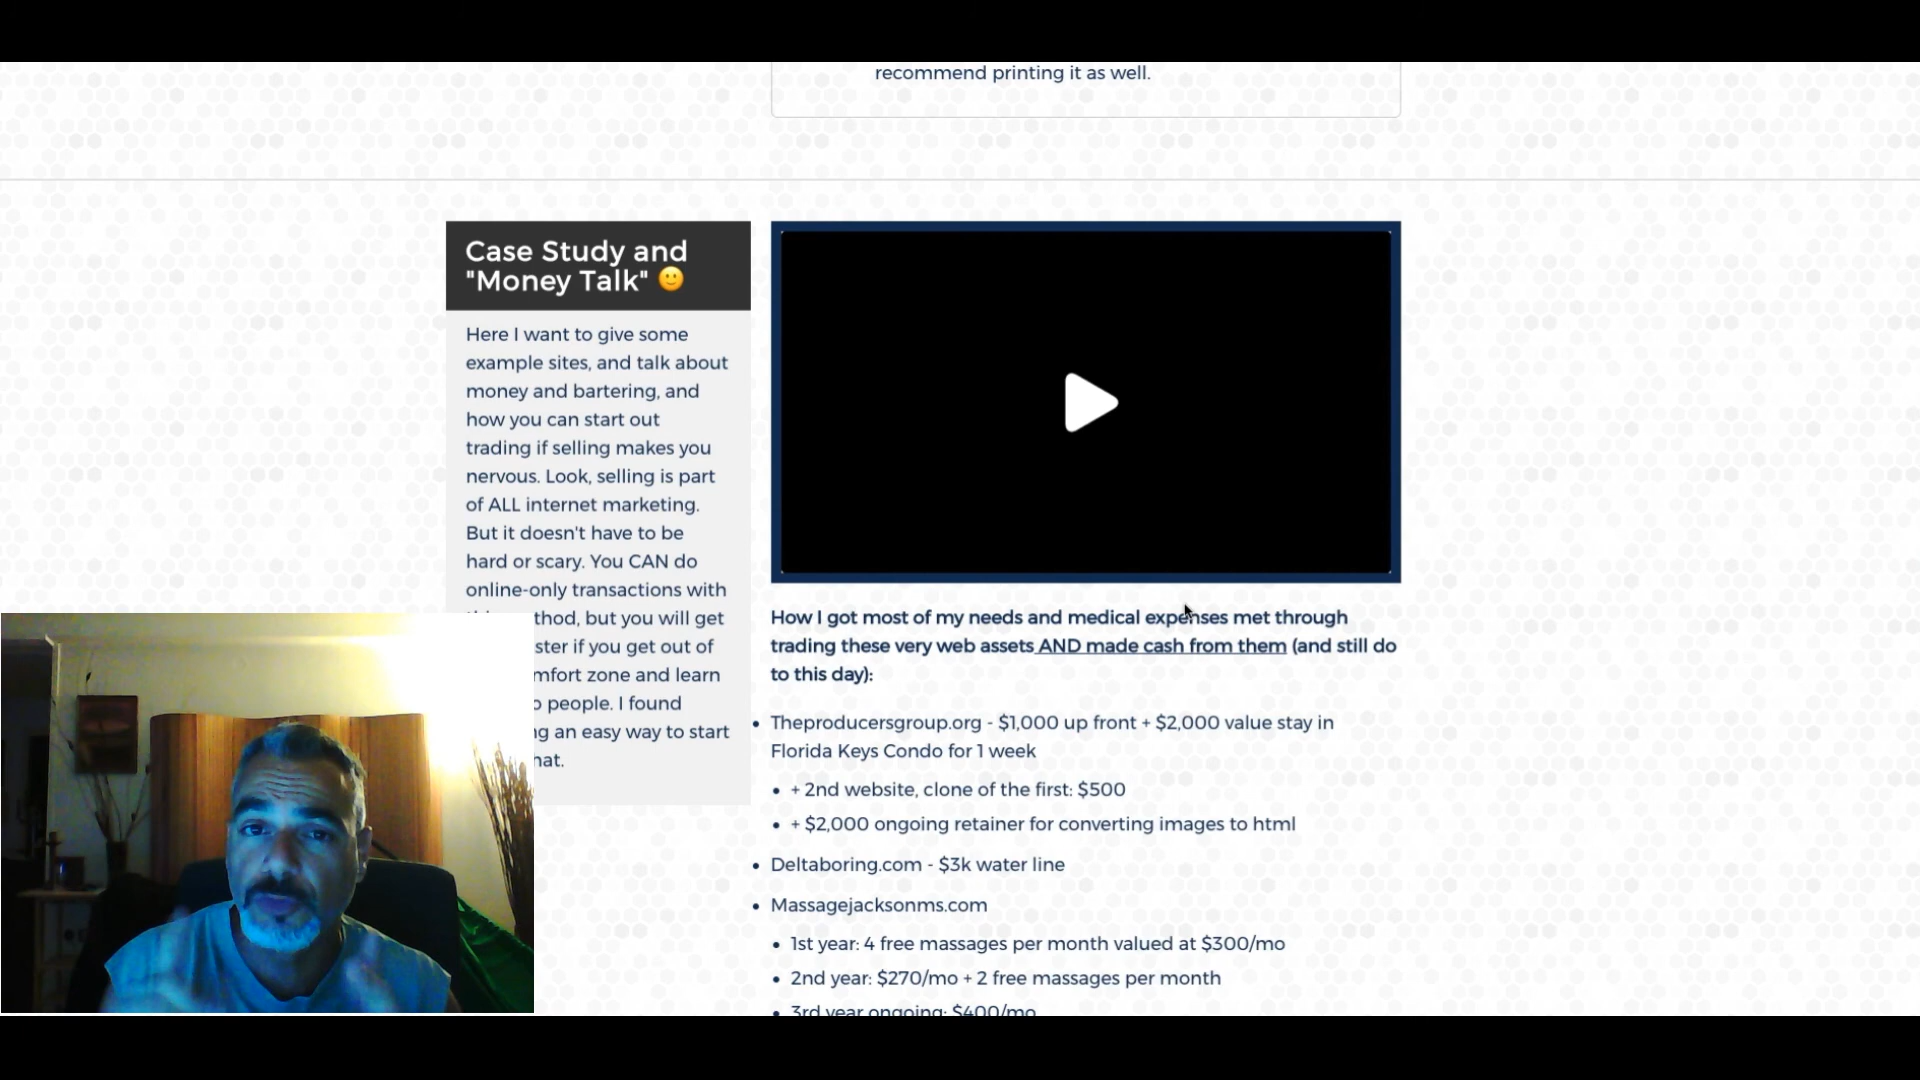 recommend printing it as well.
Case Study and
"Money Talk" 🙂
Here I want to give some
example sites, and talk about
money and bartering, and
how you can start out
trading if selling makes you
nervous. Look, selling is part
of ALL internet marketing.
But it doesn't have to be
hard or scary. You CAN do
online-only transactions with
thod, but you will get
ster if you get out of
mfort zone and learn
o people. I found
ng an easy way to start
hat.
How I got most of my needs and medical expenses met through
trading these very web assets AND made cash from them (and still do
to this day):
• Theproducersgroup.org - $1,000 up front + $2,000 value stay in
Florida Keys Condo for 1 week
• + 2nd website, clone of the first: $500
• + $2,000 ongoing retainer for converting images to html
• Deltaboring.com - $3k water line
• Massagejacksonms.com
• 1st year: 4 free massages per month valued at $300/mo
• 2nd year: $270/mo + 2 free massages per month
• 3rd year ongoing: $400/mo